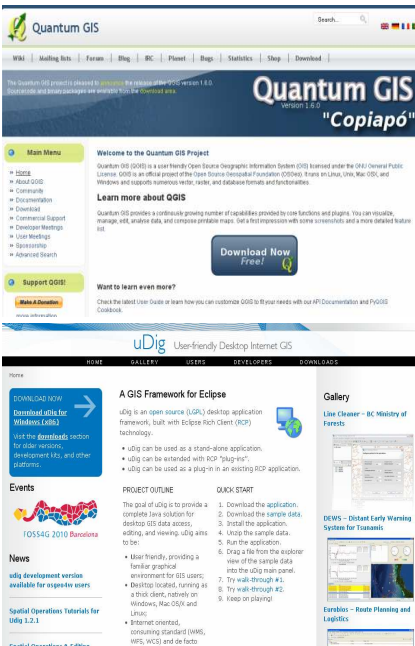 Quantum GIS
Search...
Wiki | Mailing lists | Forum | Blog | IRC | Planet | Bugs | Statistics | Shop | Download |
The Quantum GIS project is pleased to announce the release of the QGIS version 1.6.0.
Sourcecode and binary packages are available from the download area.
Quantum GIS
Version 1.6.0
"Copiapó"
Main Menu
Home
About QGIS
Community
Documentation
Download
Commercial Support
Developer Meetings
User Meetings
Sponsorship
Advanced Search
Support QGIS!
Make A Donation
more information
Welcome to the Quantum GIS Project
Quantum GIS (QGIS) is a user friendly Open Source Geographic Information System (GIS) licensed under the GNU General Public
License. QGIS is an official project of the Open Source Geospatial Foundation (OSGeo). It runs on Linux, Unix, Mac OSX, and
Windows and supports numerous vector, raster, and database formats and functionalities.
Learn more about QGIS
Quantum GIS provides a continously growing number of capabilities provided by core functions and plugins. You can visualize,
manage, edit, analyse data, and compose printable maps. Get a first impression with some screenshots and a more detailed feature
list.
Download Now
Free!
Want to learn even more?
Check the latest User Guide or learn how you can customize QGIS to fit your needs with our API Documentation and PyQGIS
Cookbook.
uDig User-friendly Desktop Internet GIS
HOME GALLERY USERS DEVELOPERS DOWNLOADS
Home
DOWNLOAD NOW
Download uDig for
Windows (x86)
Visit the downloads section
for older versions,
development kits, and other
platforms.
Events
FOSS4G 2010 Barcelona
News
udig development version
available for osgeo4w users
Spatial Operations Tutorials for
Udig 1.2.1
A GIS Framework for Eclipse
uDig is an open source (LGPL) desktop application
framework, built with Eclipse Rich Client (RCP)
technology.
• uDig can be used as a stand-alone application.
• uDig can be extended with RCP "plug-ins".
• uDig can be used as a plug-in in an existing RCP application.
PROJECT OUTLINE
The goal of uDig is to provide a
complete Java solution for
desktop GIS data access,
editing, and viewing. uDig aims
to be:
• User friendly, providing a
familiar graphical
environment for GIS users;
• Desktop located, running as
a thick client, natively on
Windows, Mac OS/X and
Linux;
• Internet oriented,
consuming standard (WMS,
WFS, WCS) and de facto
QUICK START
1. Download the application.
2. Download the sample data.
3. Install the application.
4. Unzip the sample data.
5. Run the application.
6. Drag a file from the explorer
view of the sample data
into the uDig main panel.
7. Try walk-through #1.
8. Try walk-through #2.
9. Keep on playing!
Gallery
Line Cleaner – BC Ministry of
Forests
DEWS – Distant Early Warning
System for Tsunamis
Eurobios – Route Planning and
Logistics